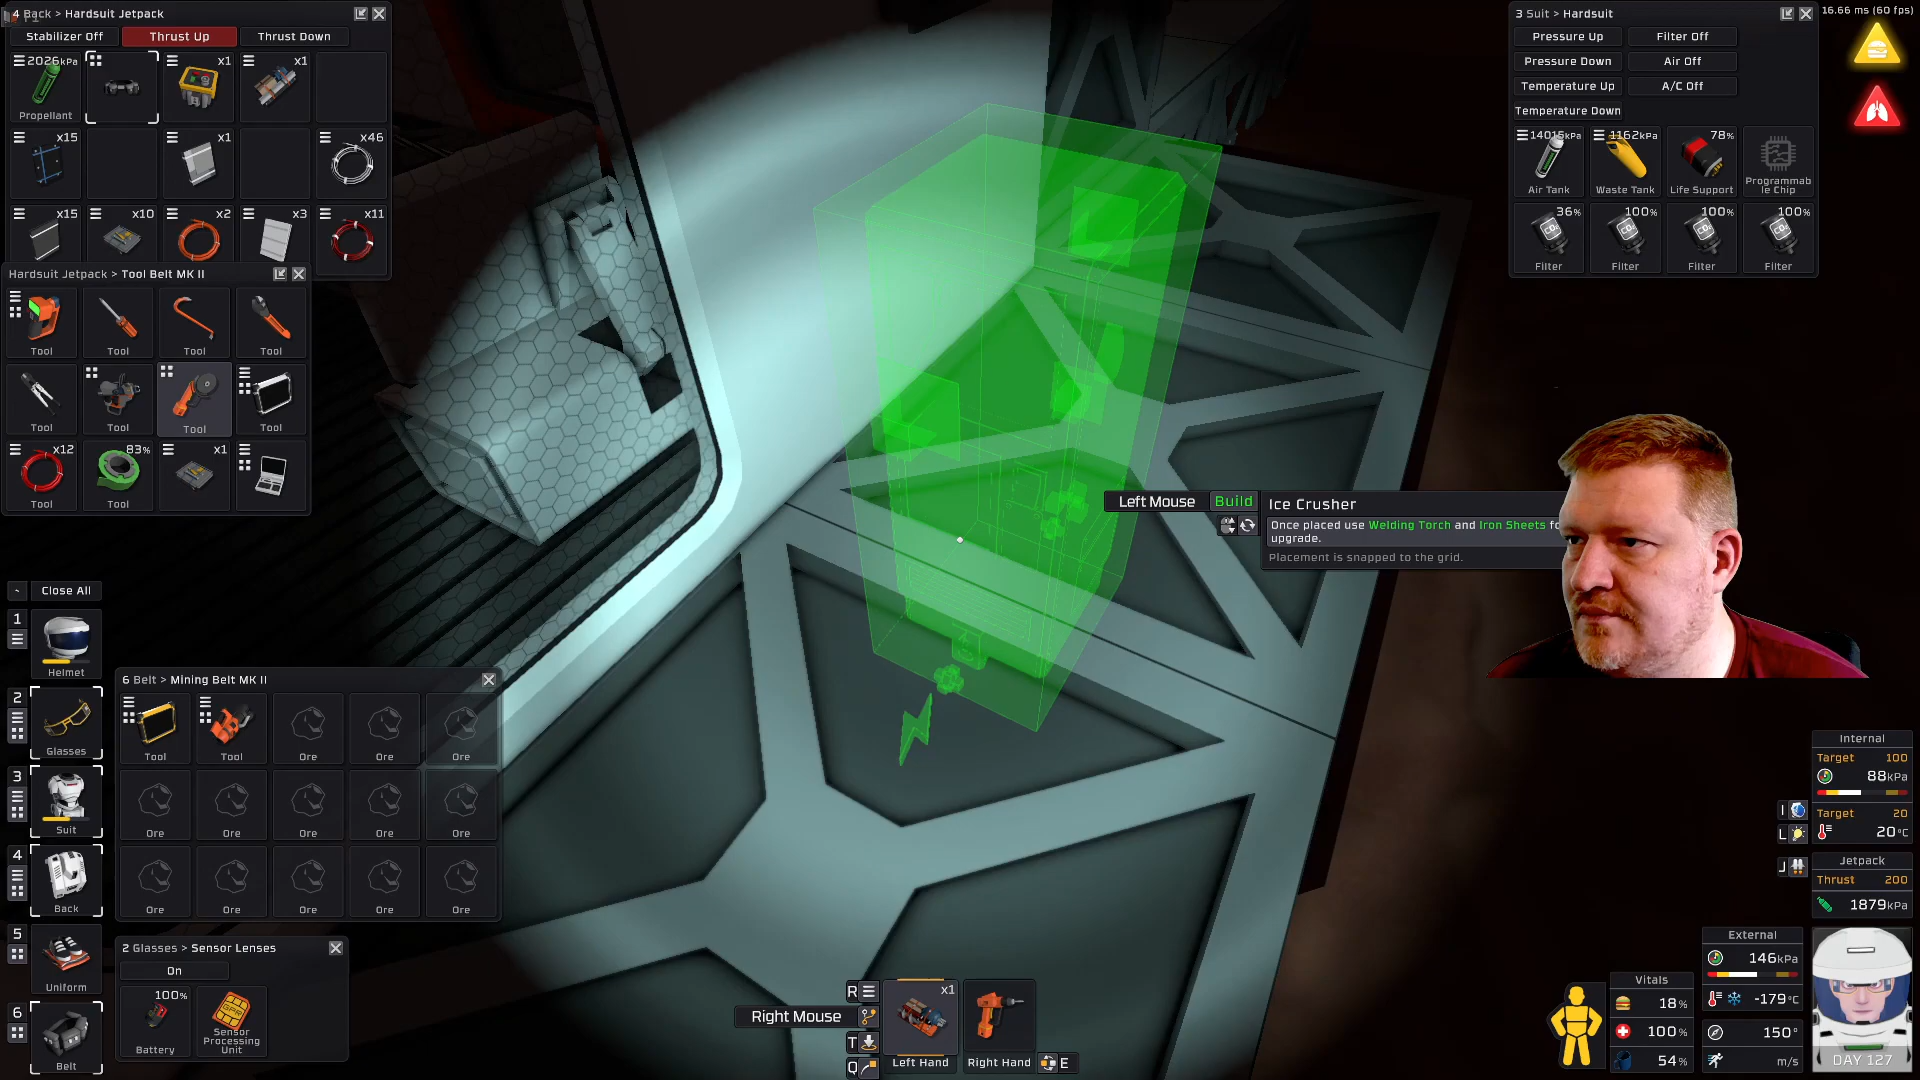 4 Back > Hardsuit Jetpack
Stabilizer Off
Thrust Up
Thrust Down
2026kPa
Propellant
x1
x1
x15
x1
x46
x15
x10
x2
x3
x11
Hardsuit Jetpack > Tool Belt MK II
Tool
Tool
Tool
Tool
Tool
Tool
Tool
Tool
x12
83%
x1
Tool
Tool
Tool
Tool
~
Close All
1
Helmet
2
Glasses
3
Suit
4
Back
5
Uniform
6
Belt
6 Belt > Mining Belt MK II
Tool
Tool
Ore
Ore
Ore
Ore
Ore
Ore
Ore
Ore
Ore
Ore
Ore
Ore
Ore
2 Glasses > Sensor Lenses
On
100%
Battery
Sensor Processing Unit
Left Mouse
Build
Ice Crusher
Once placed use Welding Torch and Iron Sheets fo
upgrade.
Placement is snapped to the grid.
R
Right Mouse
T
Q
x1
Left Hand
Right Hand
E
3 Suit > Hardsuit
Pressure Up
Filter Off
Pressure Down
Air Off
Temperature Up
A/C Off
Temperature Down
14015kPa
1162kPa
78%
Air Tank
Waste Tank
Life Support
Programmab
le Chip
36%
100%
100%
100%
Filter
Filter
Filter
Filter
16.66 ms (60 fps)
Internal
Target 100
88kPa
Target 20
20°C
I
L
J
Jetpack
Thrust 200
1879kPa
External
146kPa
-179°C
150°
m/s
Vitals
18%
100%
54%
DAY 127